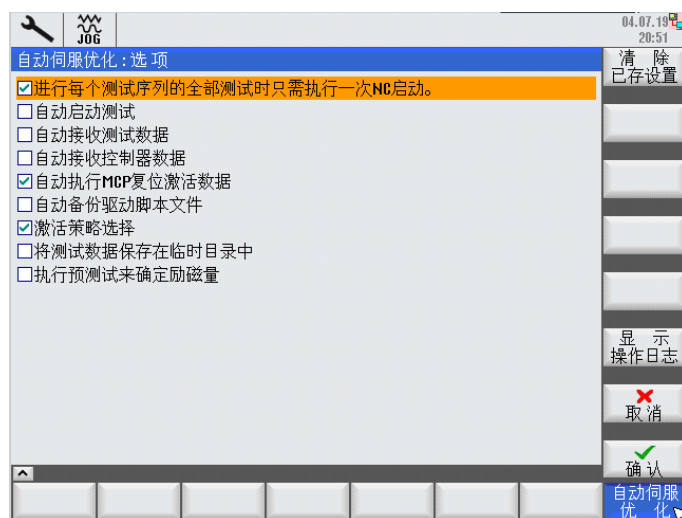 JOG
04.07.19
20:51
自动伺服优化:选项
进行每个测试序列的全部测试时只需执行一次NC启动。
自动启动测试
自动接收测试数据
自动接收控制器数据
自动执行MCP复位激活数据
自动备份驱动脚本文件
激活策略选择
将测试数据保存在临时目录中
执行预测试来确定励磁量
清 除
已存设置
显 示
操作日志
取消
确认
自动伺服
优 化